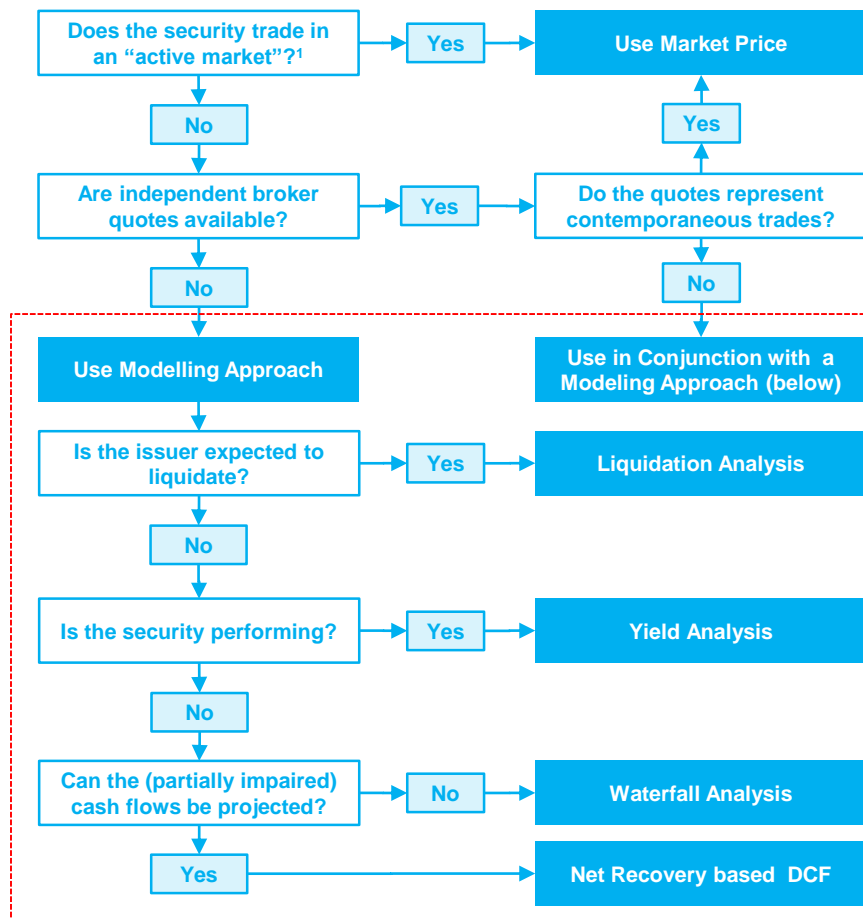 Does the security trade in
an “active market”?¹
Yes
Use Market Price
No
Yes
Are independent broker
quotes available?
Yes
Do the quotes represent
contemporaneous trades?
No
No
Use Modelling Approach
Use in Conjunction with a
Modeling Approach (below)
Is the issuer expected to
liquidate?
Yes
Liquidation Analysis
No
Is the security performing?
Yes
Yield Analysis
No
Can the (partially impaired)
cash flows be projected?
No
Waterfall Analysis
Yes
Net Recovery based DCF